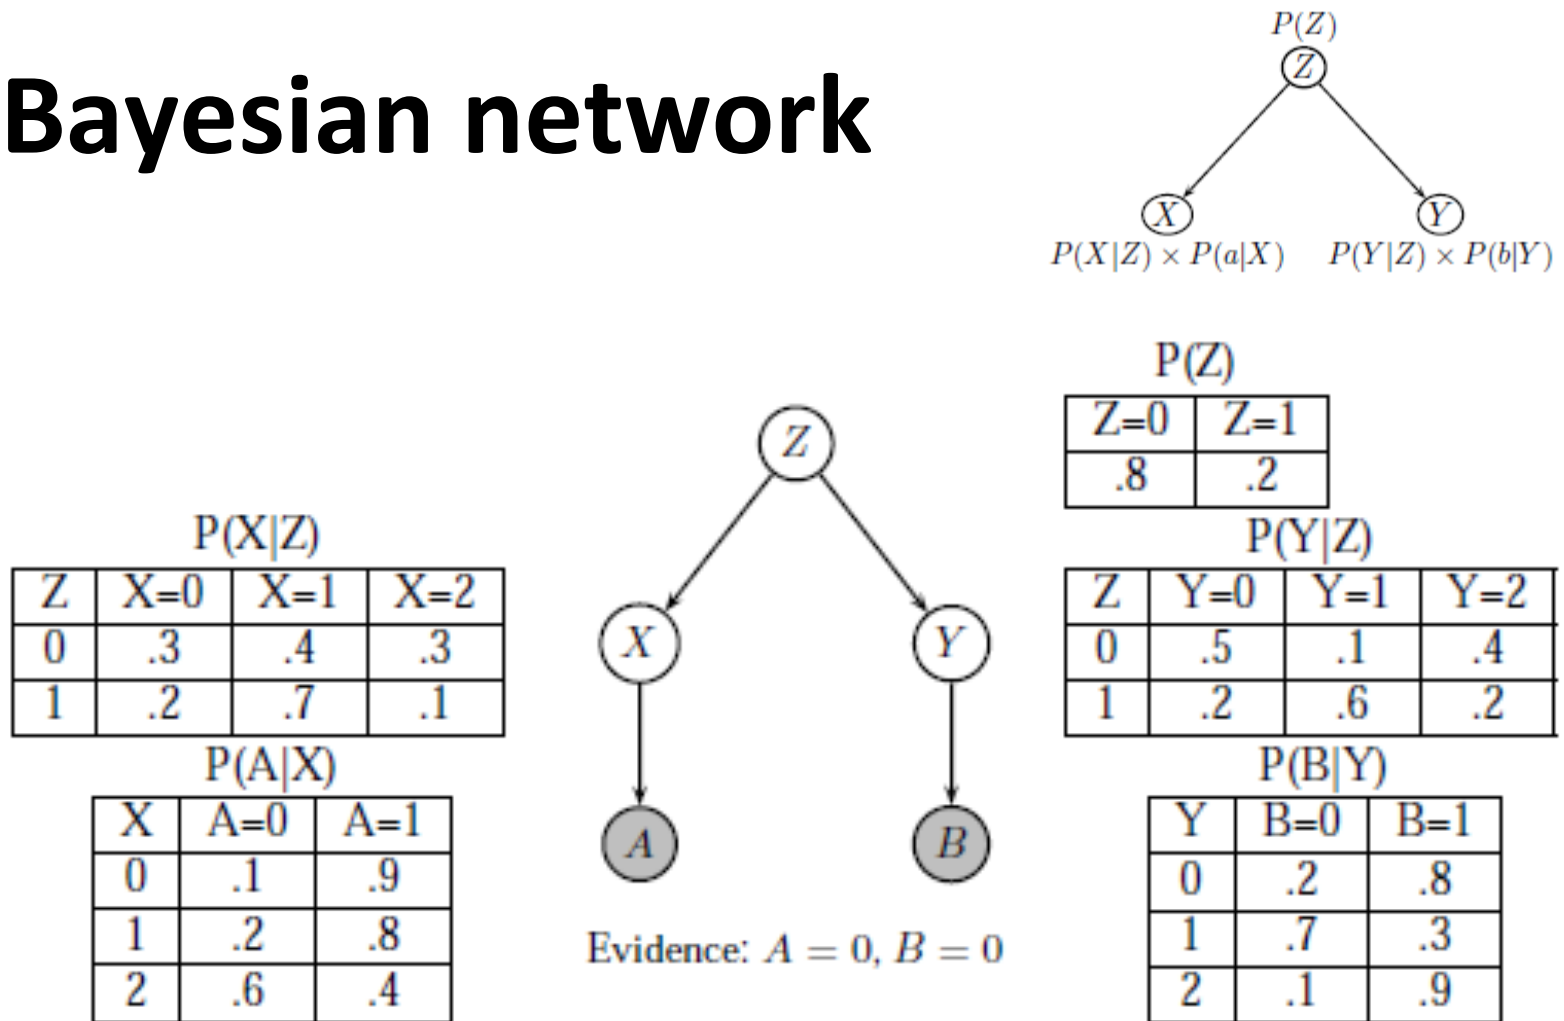 Bayesian network
P(Z)
Z
X
Y
P(X|Z) × P(a|X)
P(Y|Z) × P(b|Y)
P(Z)
Z=0 Z=1
.8 .2
P(X|Z)
Z X=0 X=1 X=2
0 .3 .4 .3
1 .2 .7 .1
P(A|X)
X A=0 A=1
0 .1 .9
1 .2 .8
2 .6 .4
Z
X
Y
A
B
Evidence: A = 0, B = 0
P(Y|Z)
Z Y=0 Y=1 Y=2
0 .5 .1 .4
1 .2 .6 .2
P(B|Y)
Y B=0 B=1
0 .2 .8
1 .7 .3
2 .1 .9